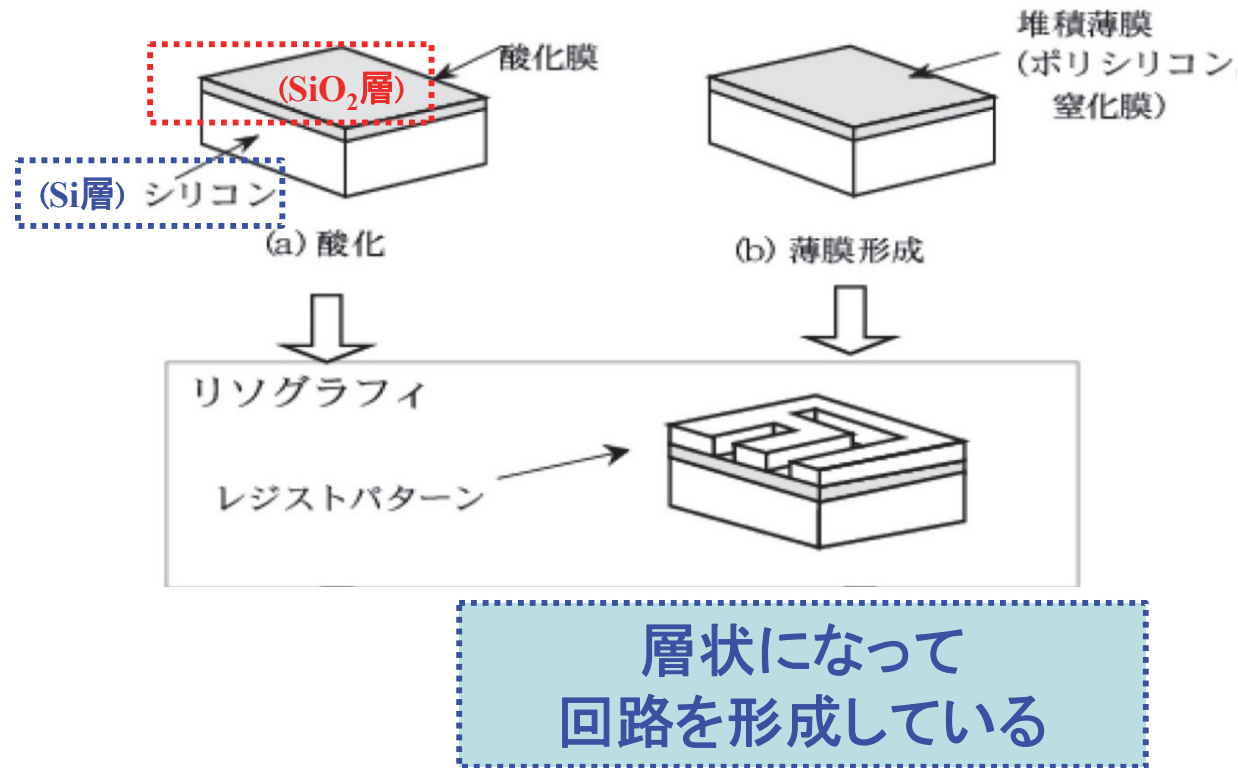 (SiO₂層)
酸化膜
(Si層) シリコン
(a) 酸化
堆積薄膜
(ポリシリコン,
窒化膜)
(b) 薄膜形成
リソグラフィ
レジストパターン
層状になって
回路を形成している